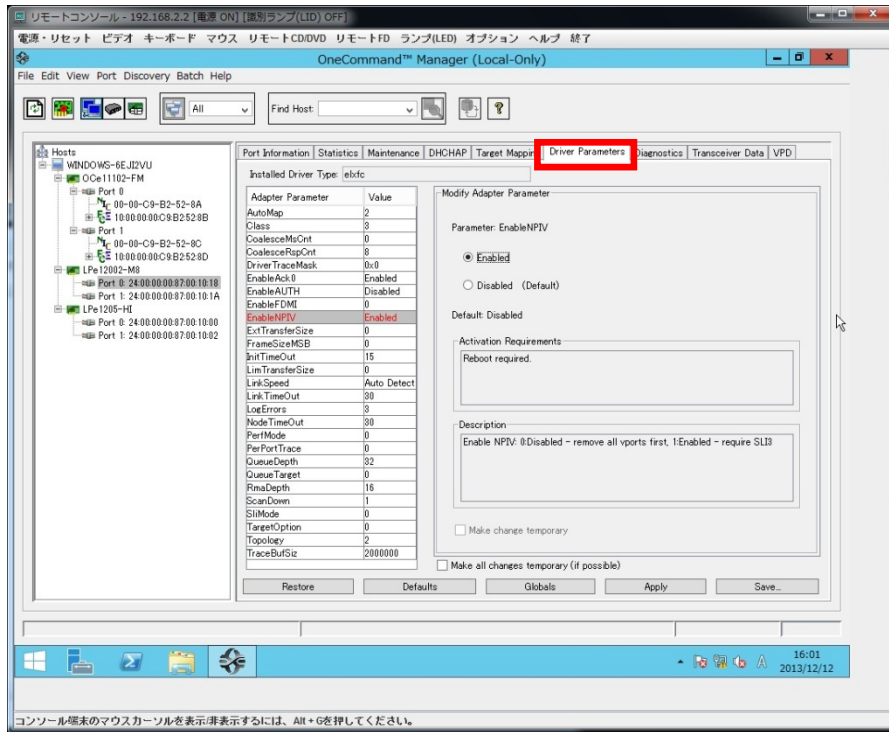 リモートコンソール - 192.168.2.2 [電源 ON] [識別ランプ(LID) OFF]
電源・リセット ビデオ キーボード マウス リモートCD/DVD リモートFD ランプ(LED) オプション ヘルプ 終了
OneCommand™ Manager (Local-Only)
File Edit View Port Discovery Batch Help
All
Find Host:
Hosts
WINDOWS-6EJI2VU
OCe11102-FM
Port 0
00-00-C9-B2-52-8A
10:00:00:00:C9:B2:52:8B
Port 1
00-00-C9-B2-52-8C
10:00:00:00:C9:B2:52:8D
LPe12002-M8
Port 0: 24:00:00:00:87:00:10:18
Port 1: 24:00:00:00:87:00:10:1A
LPe1205-HI
Port 0: 24:00:00:00:87:00:10:00
Port 1: 24:00:00:00:87:00:10:02
Port Information Statistics Maintenance DHCHAP Target Mapping Driver Parameters Diagnostics Transceiver Data VPD
Installed Driver Type: elxfc
Adapter Parameter Value
AutoMap 2
Class 3
CoalesceMsCnt 0
CoalesceRspCnt 8
DriverTraceMask 0x0
EnableAck0 Enabled
EnableAUTH Disabled
EnableFDMI 0
EnableNPIV Enabled
ExtTransferSize 0
FrameSizeMSB 0
InitTimeOut 15
LimTransferSize 0
LinkSpeed Auto Detect
LinkTimeOut 30
LogErrors 3
NodeTimeOut 30
PerfMode 0
PerPortTrace 0
QueueDepth 32
QueueTarget 0
RmaDepth 16
ScanDown 1
SliMode 0
TargetOption 0
Topology 2
TraceBufSiz 2000000
Modify Adapter Parameter
Parameter: EnableNPIV
Enabled
Disabled (Default)
Default: Disabled
Activation Requirements
Reboot required.
Description
Enable NPIV: 0:Disabled - remove all vports first, 1:Enabled - require SLI3
Make change temporary
Make all changes temporary (if possible)
Restore Defaults Globals Apply Save...
A 16:01
2013/12/12
コンソール端末のマウスカーソルを表示/非表示するには、Alt + Gを押してください。